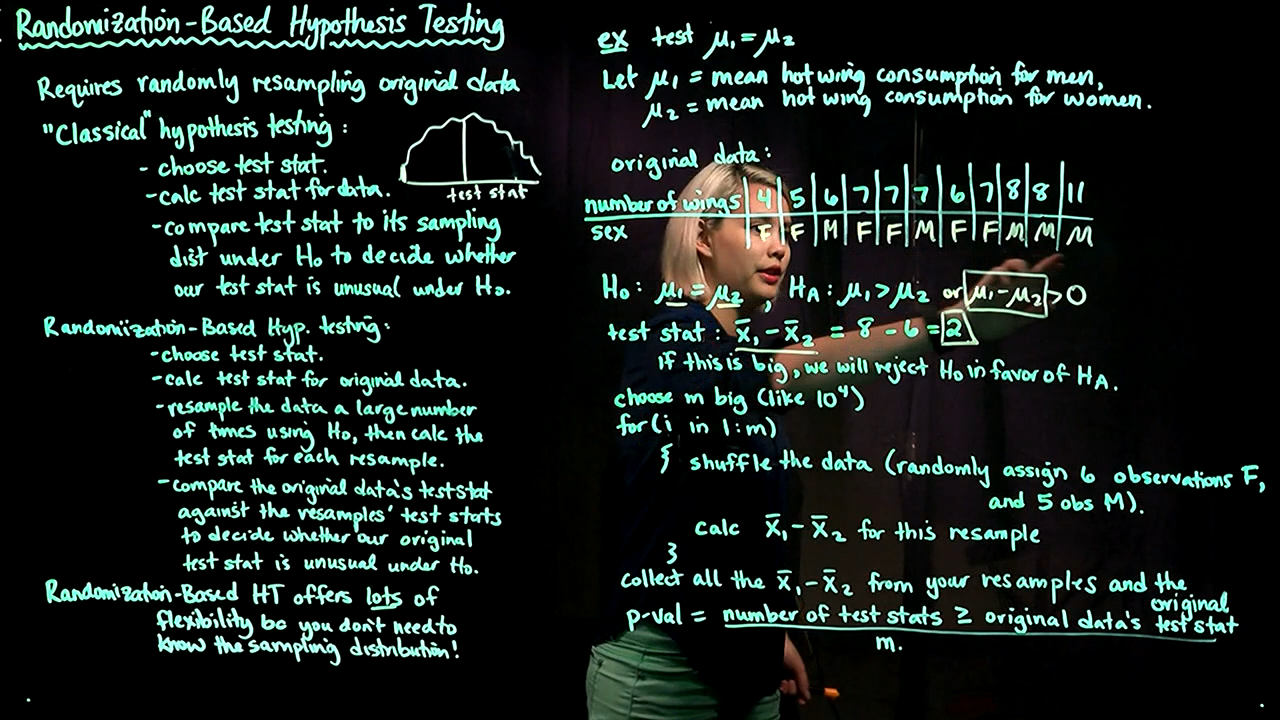 Randomization-Based Hypothesis Testing
Requires randomly resampling original data
"Classical" hypothesis testing:
- choose test stat.
- calc test stat for data.
test stat
- compare test stat to its sampling
dist under Ho to decide whether
our test stat is unusual under Ho.
Randomiization-Based Hyp. testing:
- choose test stat.
- calc test stat for original data.
- resample the data a large number
of times using Ho, then calc the
test stat for each resample.
- compare the original data's test stat
against the resamples' test starts
to decide whether our original
test stat is unusual under Ho.
Randomization-Based HT offers lots of
flexibility bc you don't need to
know the sampling distribution!
ex test μ₁=μ₂
Let μ₁ = mean hot wing consumption for men,
μ₂ = mean hot wing consumption for women.
original data:
number of wings | 4 | 5 | 6 | 7 | 7 | 7 | 6 | 7 | 8 | 8 | 11
sex | F | F | M | F | F | M | F | F | M | M | M
Ho: μ₁ = μ₂, HA: μ₁ > μ₂ or μ₁-μ₂ > 0
test stat: x̄₁ - x̄₂ = 8 - 6 = 2
If this is big, we will reject Ho in favor of HA.
choose m big (like 10⁴)
for(i in 1:m)
{ shuffle the data (randomly assign 6 observations F,
and 5 obs M).
calc x̄₁ - x̄₂ for this resample
}
collect all the x̄₁ - x̄₂ from your resamples and the
original
p-val = number of test stats ≥ original data's test stat
m.